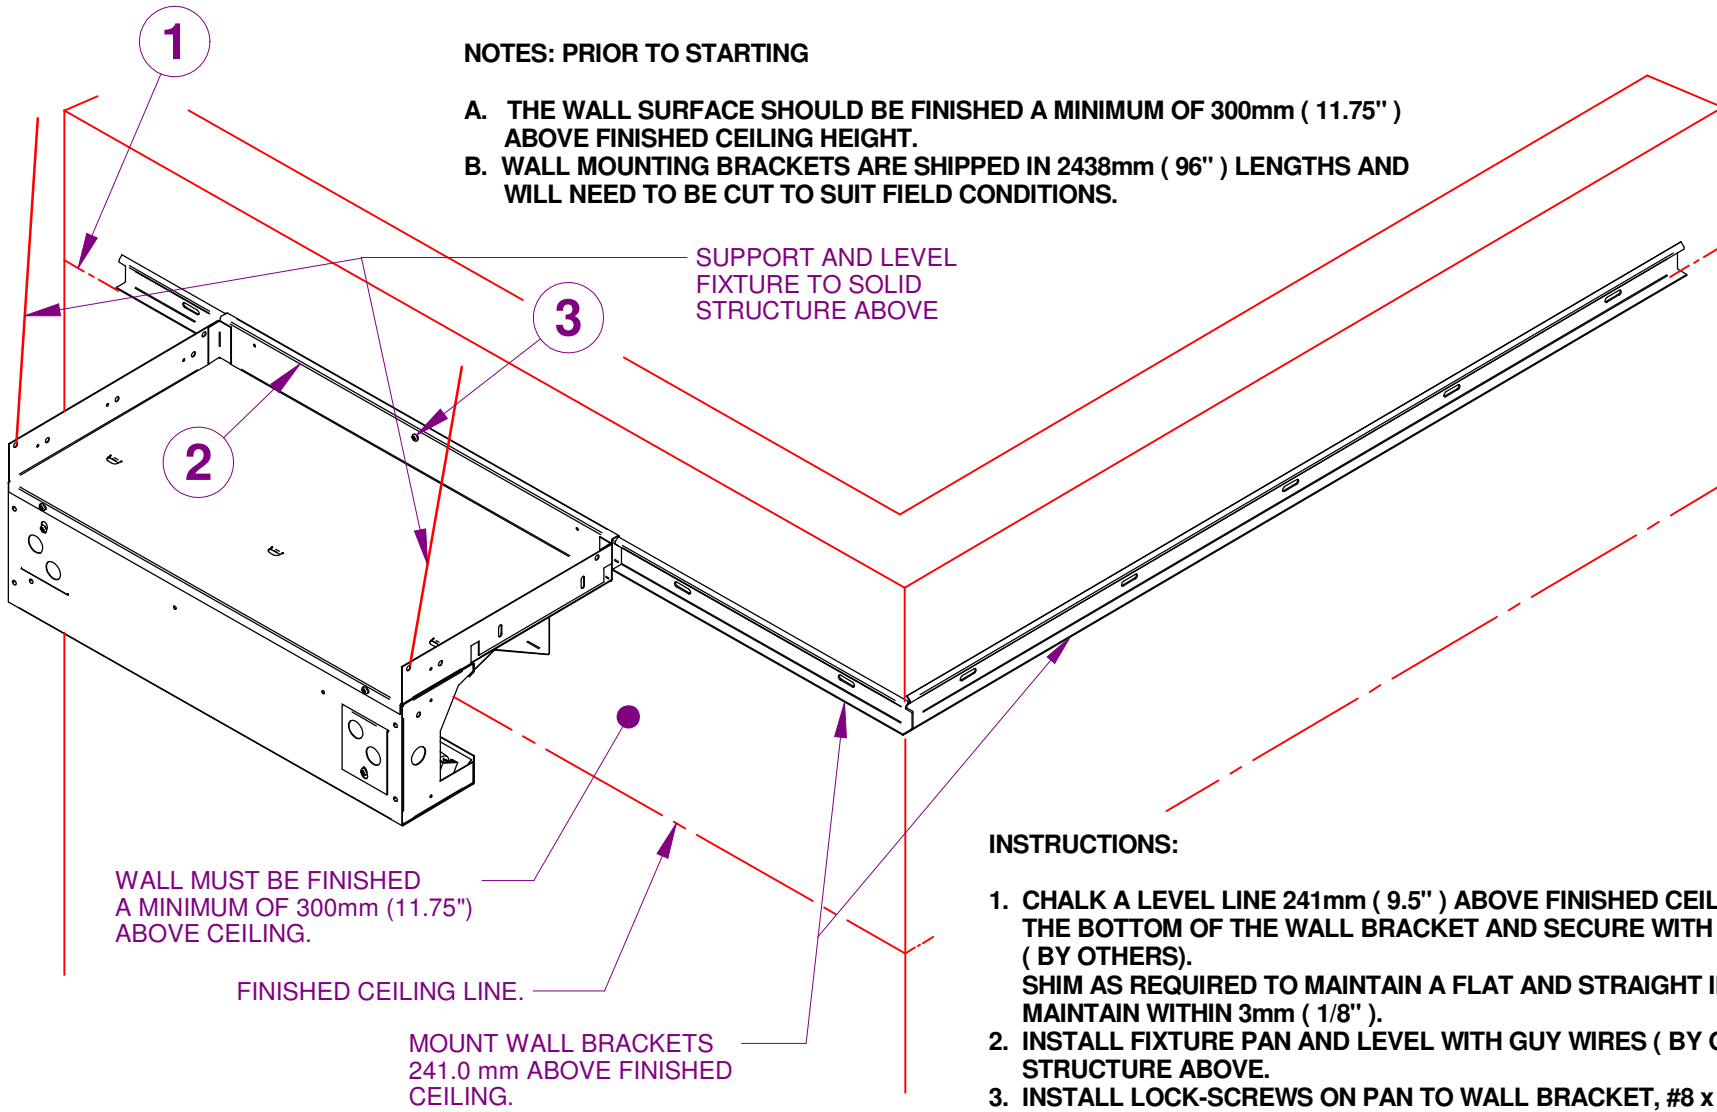 1
NOTES: PRIOR TO STARTING
A. THE WALL SURFACE SHOULD BE FINISHED A MINIMUM OF 300mm ( 11.75" )
ABOVE FINISHED CEILING HEIGHT.
B. WALL MOUNTING BRACKETS ARE SHIPPED IN 2438mm ( 96" ) LENGTHS AND
WILL NEED TO BE CUT TO SUIT FIELD CONDITIONS.
SUPPORT AND LEVEL
FIXTURE TO SOLID
STRUCTURE ABOVE
3
2
WALL MUST BE FINISHED
A MINIMUM OF 300mm (11.75")
ABOVE CEILING.
FINISHED CEILING LINE.
MOUNT WALL BRACKETS
241.0 mm ABOVE FINISHED
CEILING.
INSTRUCTIONS:
1. CHALK A LEVEL LINE 241mm ( 9.5" ) ABOVE FINISHED
THE BOTTOM OF THE WALL BRACKET AND SECURE WITH
( BY OTHERS).
SHIM AS REQUIRED TO MAINTAIN A FLAT AND STRAIGHT
MAINTAIN WITHIN 3mm ( 1/8" ).
2. INSTALL FIXTURE PAN AND LEVEL WITH GUY WIRES ( BY
STRUCTURE ABOVE.
3. INSTALL LOCK-SCREWS ON PAN TO WALL BRACKET, #8 x